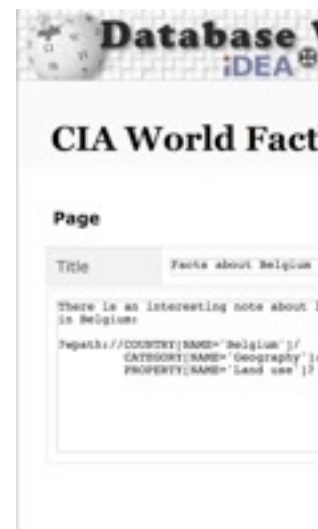 Database
iDEA
CIA World Fact
Page
Title
Facts about Belgium
There is an interesting note about
in Belgium:
?wpath://COUNTRY[NAME='Belgium']/
CATEGORY[NAME='Geography']
PROPERTY[NAME='Land use']?